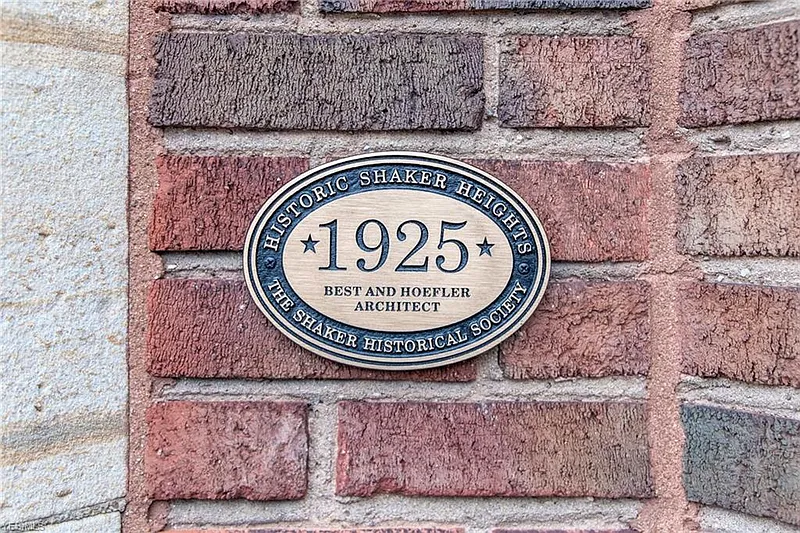 HISTORIC SHAKER HEIGHTS
★1925★
BEST AND HOEFLER
ARCHITECT
THE SHAKER HISTORICAL SOCIETY